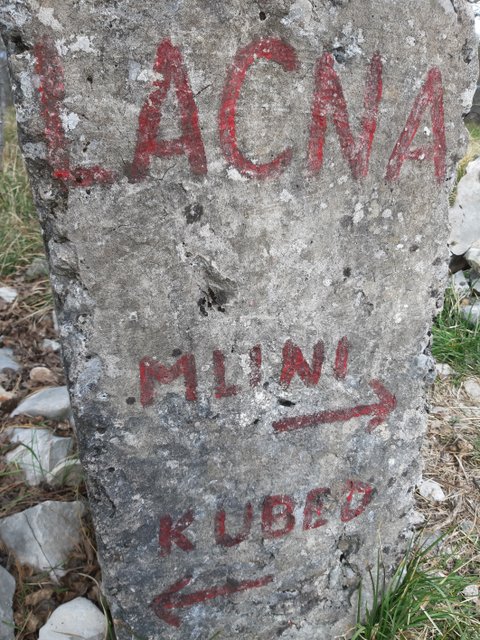 LACNA
MLINI
→
KUBED
←